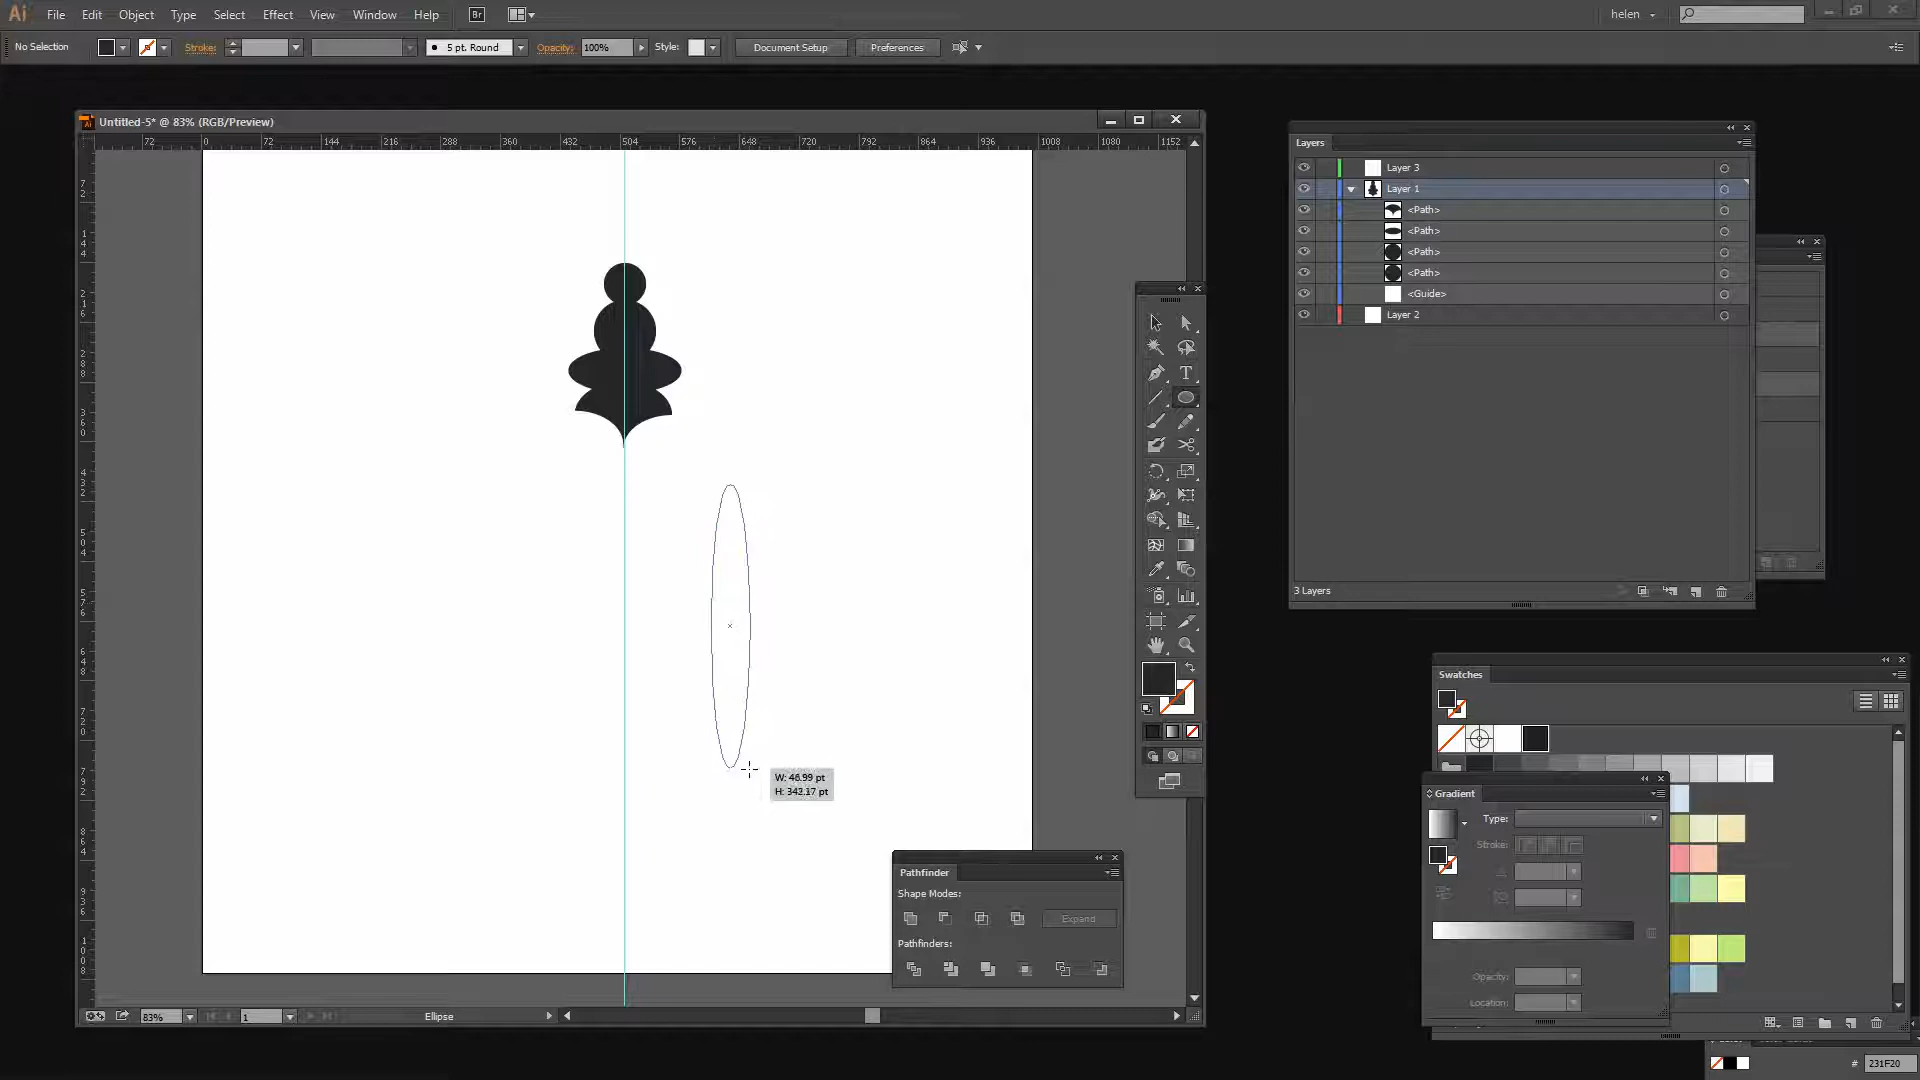 Ai File Edit Object Type Select Effect View Window Help Br helen
No Selection Stroke: 5 pt. Round Opacity: 100% Style: Document Setup Preferences
Untitled-5* @ 83% (RGB/Preview)
72 0 72 144 216 288 360 432 504 576 648 720 792 864 936 1008 1080 1152
Layers
Layer 3
Layer 1
<Path>
<Path>
<Path>
<Path>
<Guide>
Layer 2
3 Layers
W: 46.99 pt
H: 342.17 pt
Swatches
Gradient
Type:
Stroke:
Opacity:
Location:
Pathfinder
Shape Modes:
Expand
Pathfinders:
83% 1 Ellipse
# 231F20